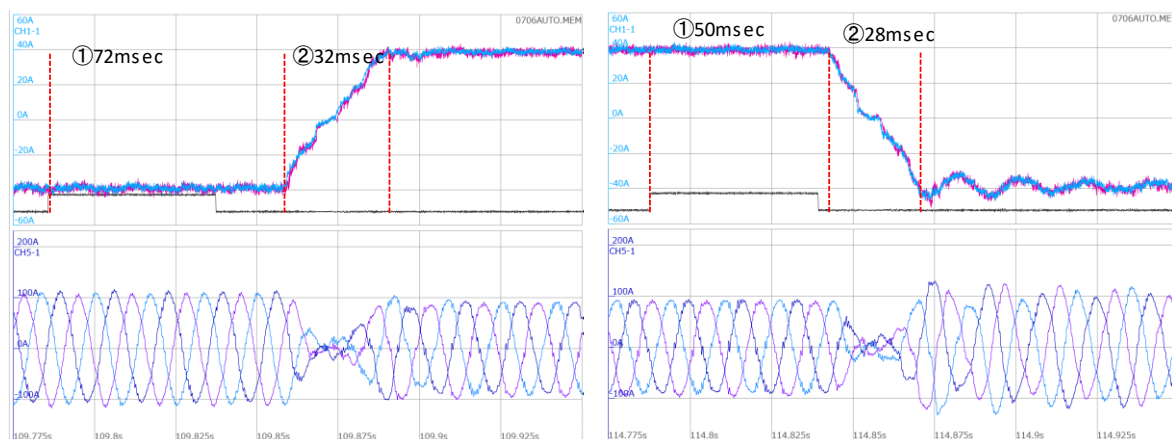 60A
CH1-1
40A
20A
0A
-20A
-40A
-60A
①72msec
②32msec
0706AUTO.MEM
200A
CH5-1
100A
0A
-100A
109.775s
109.8s
109.825s
109.85s
109.875s
109.9s
109.925s
60A
CH1-1
40A
20A
0A
-20A
-40A
-60A
①50msec
②28msec
0706AUTO.MEM
200A
CH5-1
100A
0A
-100A
114.775s
114.8s
114.825s
114.85s
114.875s
114.9s
114.925s